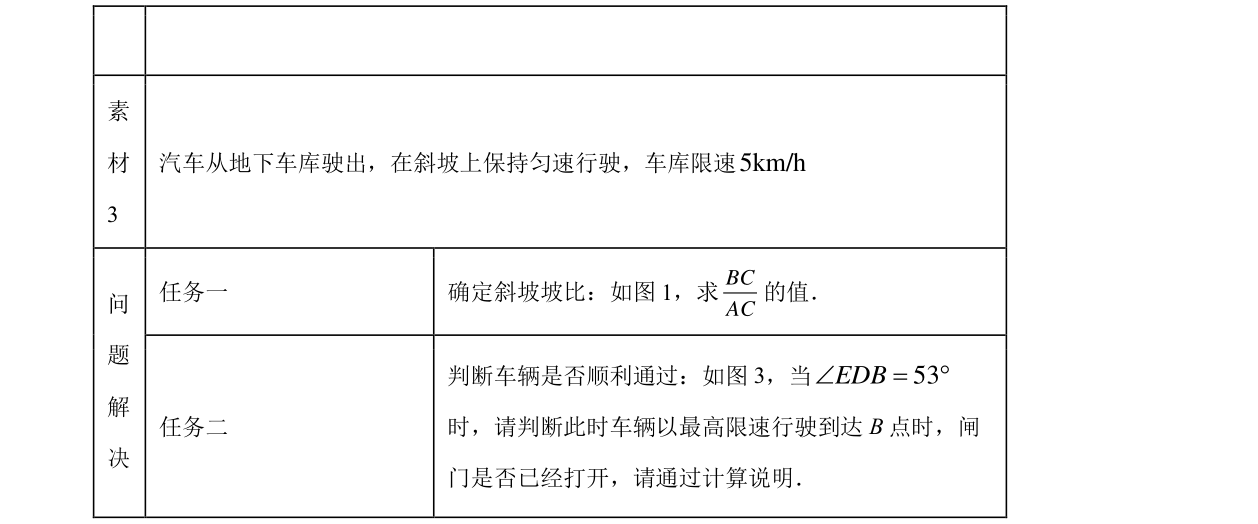 素
材
3
汽车从地下车库驶出，在斜坡上保持匀速行驶，车库限速5km/h
问
题
解
决
任务一
确定斜坡坡比：如图 1，求 BC/AC 的值．
任务二
判断车辆是否顺利通过：如图 3，当∠EDB = 53°
时，请判断此时车辆以最高限速行驶到达 B 点时，闸
门是否已经打开，请通过计算说明．